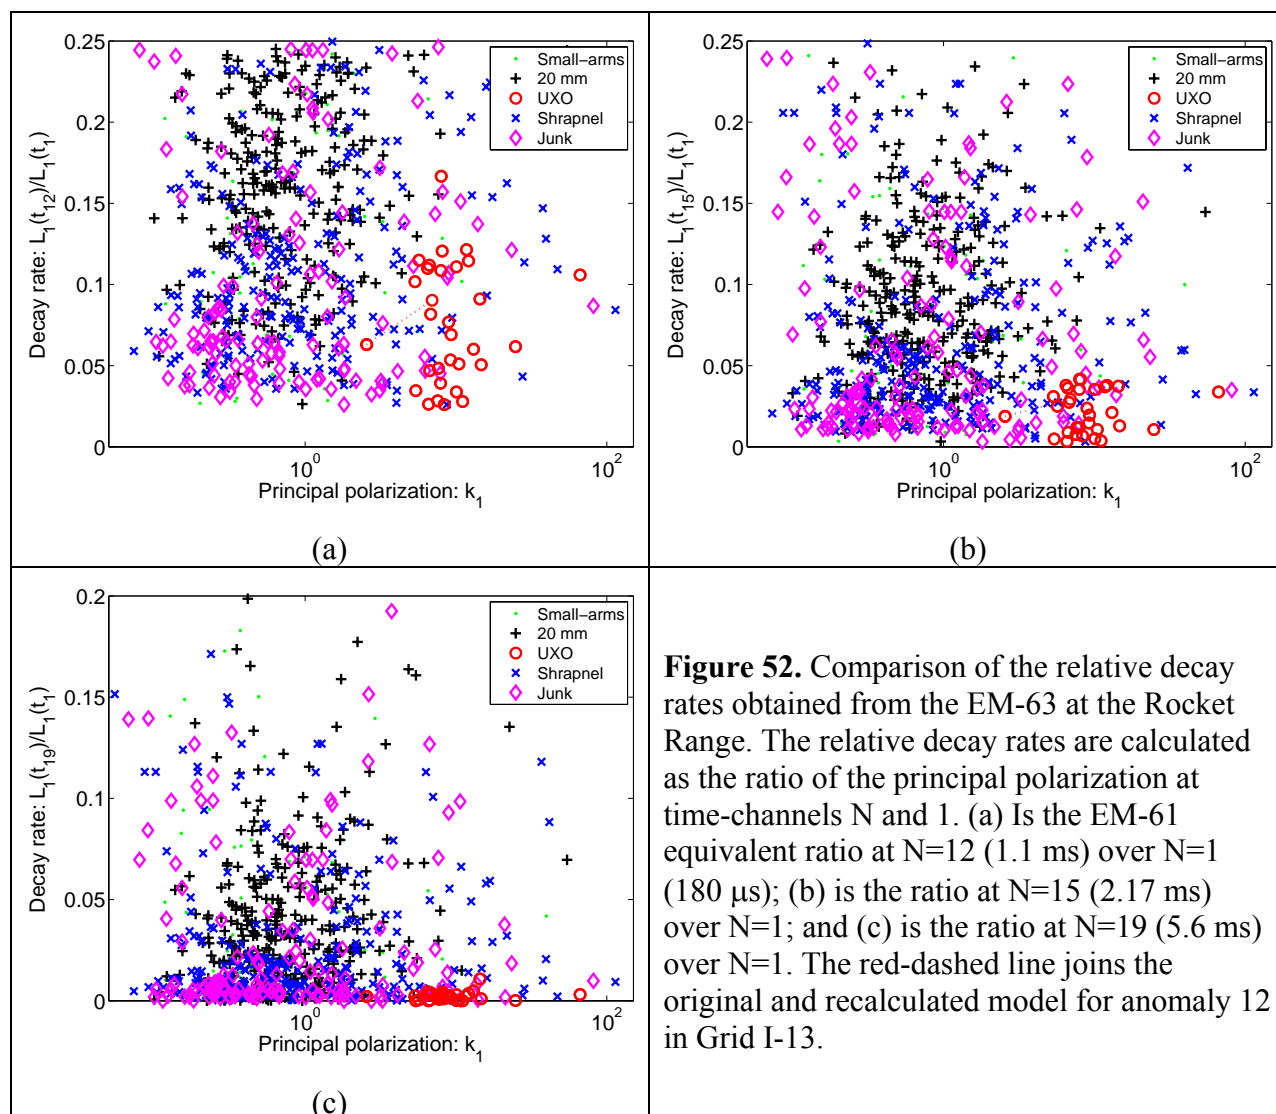 0.25
0.2
0.15
0.1
0.05
0
Decay rate: L1(t12)/L1(t1)
Small−arms
20 mm
UXO
Shrapnel
Junk
10^0
10^2
Principal polarization: k1
(a)
0.25
0.2
0.15
0.1
0.05
0
Decay rate: L1(t15)/L1(t1)
Small−arms
20 mm
UXO
Shrapnel
Junk
10^0
10^2
Principal polarization: k1
(b)
0.2
0.15
0.1
0.05
0
Decay rate: L1(t19)/L1(t1)
Small−arms
20 mm
UXO
Shrapnel
Junk
10^0
10^2
Principal polarization: k1
(c)
Figure 52. Comparison of the relative decay
rates obtained from the EM-63 at the Rocket
Range. The relative decay rates are calculated
as the ratio of the principal polarization at
time-channels N and 1. (a) Is the EM-61
equivalent ratio at N=12 (1.1 ms) over N=1
(180 μs); (b) is the ratio at N=15 (2.17 ms)
over N=1; and (c) is the ratio at N=19 (5.6 ms)
over N=1. The red-dashed line joins the
original and recalculated model for anomaly 12
in Grid I-13.